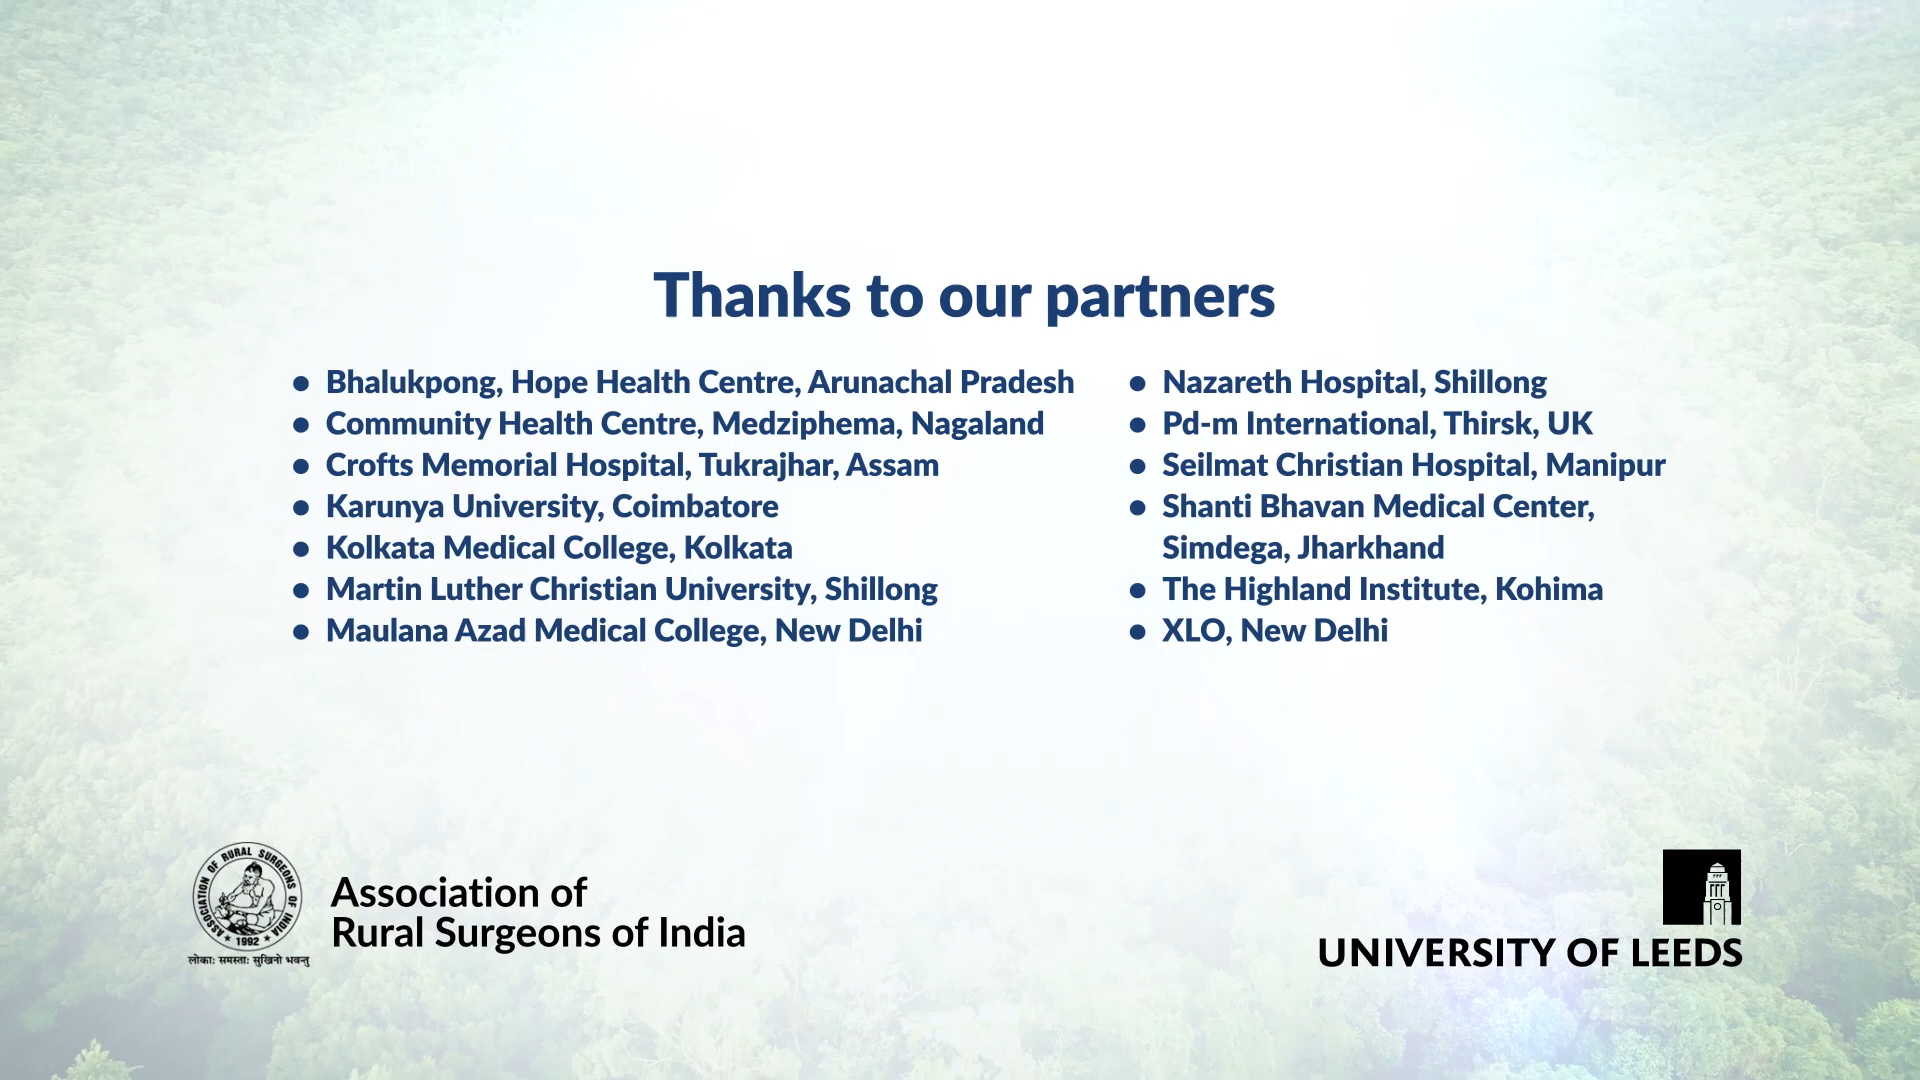 Thanks to our partners
• Bhalukpong, Hope Health Centre, Arunachal Pradesh
• Community Health Centre, Medziphema, Nagaland
• Crofts Memorial Hospital, Tukrajhar, Assam
• Karunya University, Coimbatore
• Kolkata Medical College, Kolkata
• Martin Luther Christian University, Shillong
• Maulana Azad Medical College, New Delhi
• Nazareth Hospital, Shillong
• Pd-m International, Thirsk, UK
• Seilmat Christian Hospital, Manipur
• Shanti Bhavan Medical Center,
Simdega, Jharkhand
• The Highland Institute, Kohima
• XLO, New Delhi
ASSOCIATION OF RURAL SURGEONS OF INDIA
★ 1992 ★
लोकाः समस्ताः सुखिनो भवन्तु
Association of
Rural Surgeons of India
UNIVERSITY OF LEEDS